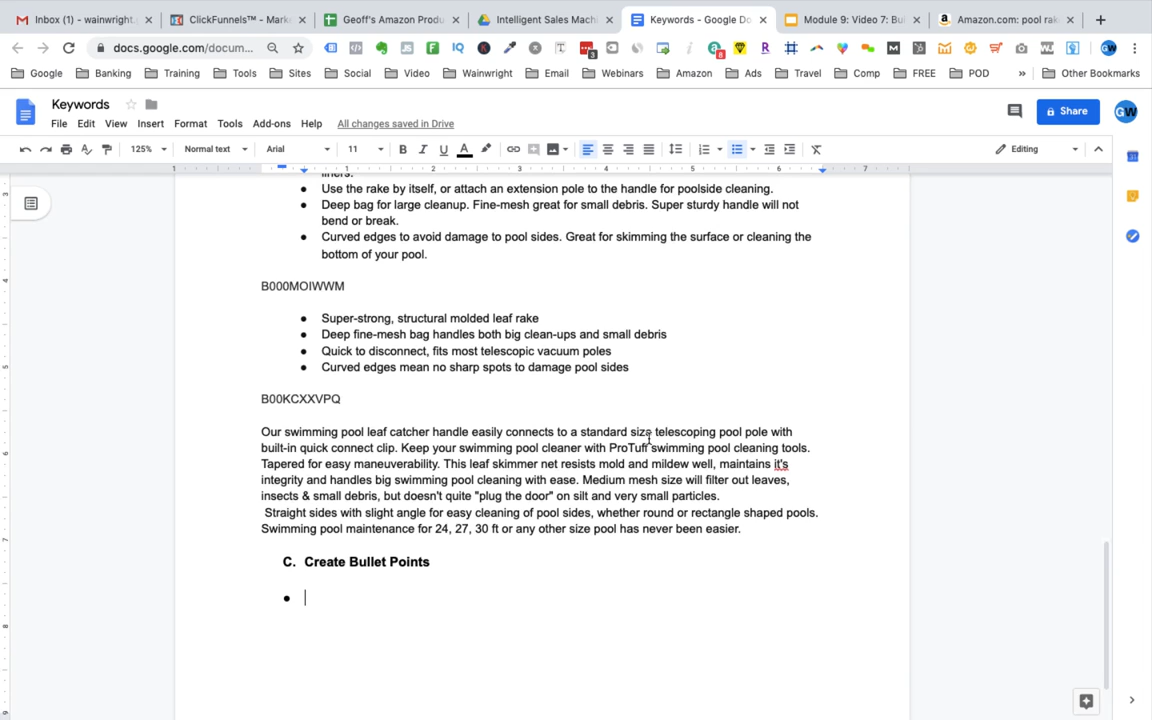 Inbox (1) - wainwright.
ClickFunnels™ - Marke
Geoff's Amazon Produ
Intelligent Sales Machi
Keywords - Google Do
Module 9: Video 7: Bui
Amazon.com: pool rak
docs.google.com/docum...
Google
Banking
Training
Tools
Sites
Social
Video
Wainwright
Email
Webinars
Amazon
Ads
Travel
Comp
FREE
POD
»
Other Bookmarks
Keywords
File Edit View Insert Format Tools Add-ons Help All changes saved in Drive
Share
GW
125% Normal text Arial 11
Editing
liners.
● Use the rake by itself, or attach an extension pole to the handle for poolside cleaning.
● Deep bag for large cleanup. Fine-mesh great for small debris. Super sturdy handle will not
bend or break.
● Curved edges to avoid damage to pool sides. Great for skimming the surface or cleaning the
bottom of your pool.
B000MOIWWM
● Super-strong, structural molded leaf rake
● Deep fine-mesh bag handles both big clean-ups and small debris
● Quick to disconnect, fits most telescopic vacuum poles
● Curved edges mean no sharp spots to damage pool sides
B00KCXXVPQ
Our swimming pool leaf catcher handle easily connects to a standard size telescoping pool pole with
built-in quick connect clip. Keep your swimming pool cleaner with ProTuff swimming pool cleaning tools.
Tapered for easy maneuverability. This leaf skimmer net resists mold and mildew well, maintains it's
integrity and handles big swimming pool cleaning with ease. Medium mesh size will filter out leaves,
insects & small debris, but doesn't quite "plug the door" on silt and very small particles.
Straight sides with slight angle for easy cleaning of pool sides, whether round or rectangle shaped pools.
Swimming pool maintenance for 24, 27, 30 ft or any other size pool has never been easier.
C. Create Bullet Points
●